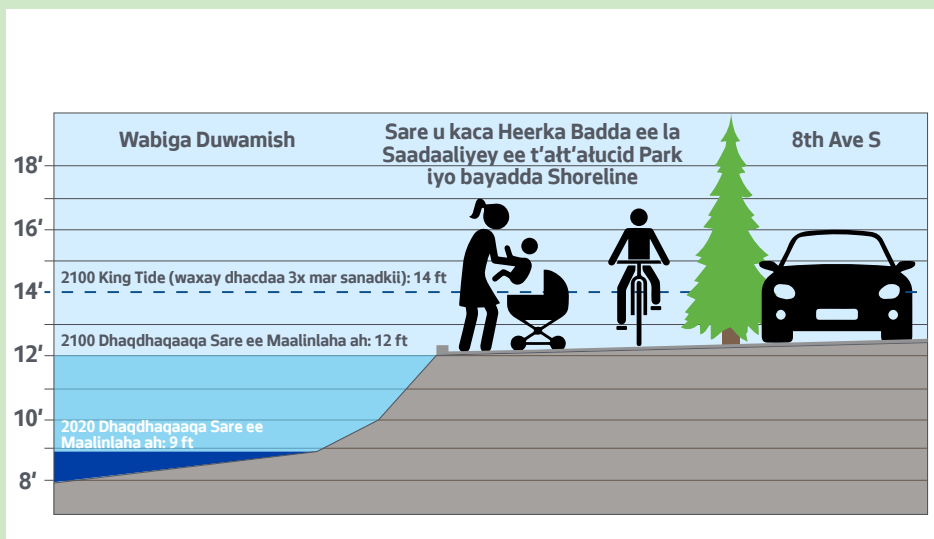 Wabiga Duwamish
Sare u kaca Heerka Badda ee la
Saadaaliyey ee t'ałt'ałucid Park
iyo bayadda Shoreline
8th Ave S
18'
16'
2100 King Tide (waxay dhacdaa 3x mar sanadkii): 14 ft
14'
2100 Dhaqdhaqaaqa Sare ee Maalinlaha ah: 12 ft
12'
10'
2020 Dhaqdhaqaaqa Sare ee
Maalinlaha ah: 9 ft
8'